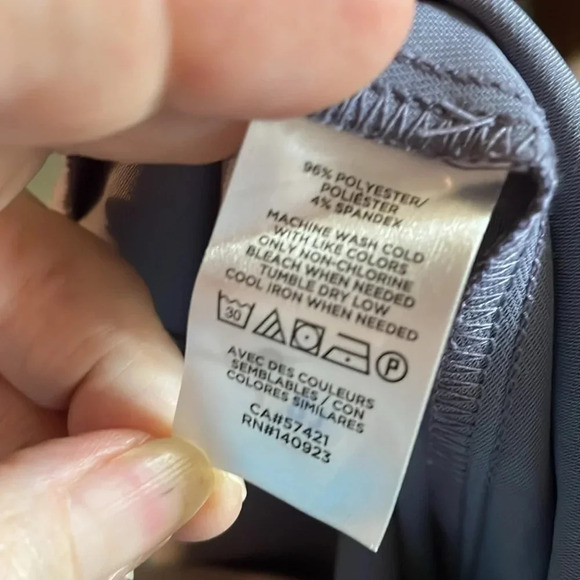 96% POLYESTER/
POLIÉSTER
4% SPANDEX
MACHINE WASH COLD
WITH LIKE COLORS
ONLY NON-CHLORINE
BLEACH WHEN NEEDED
TUMBLE DRY LOW
COOL IRON WHEN NEEDED
30 P
AVEC DES COULEURS
SEMBLABLES / CON
COLORES SIMILARES
CA#57421
RN#140923